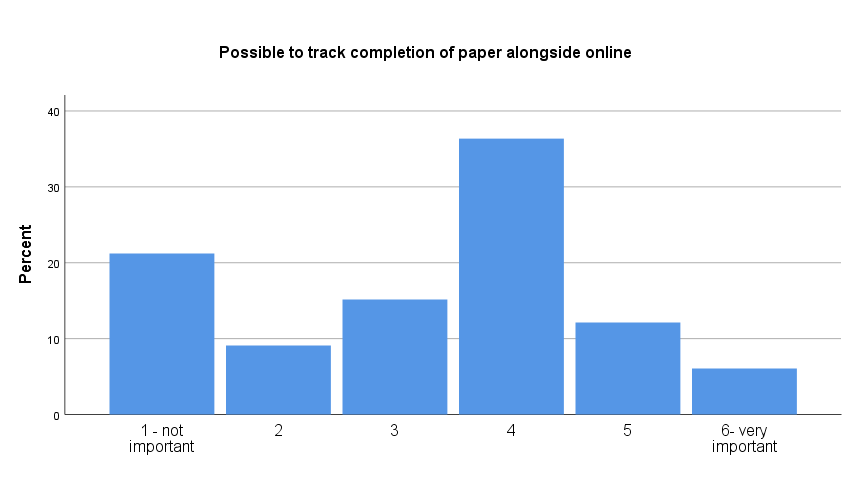 Possible to track completion of paper alongside online
Percent
40
30
20
10
0
1 - not
important
2
3
4
5
6- very
important